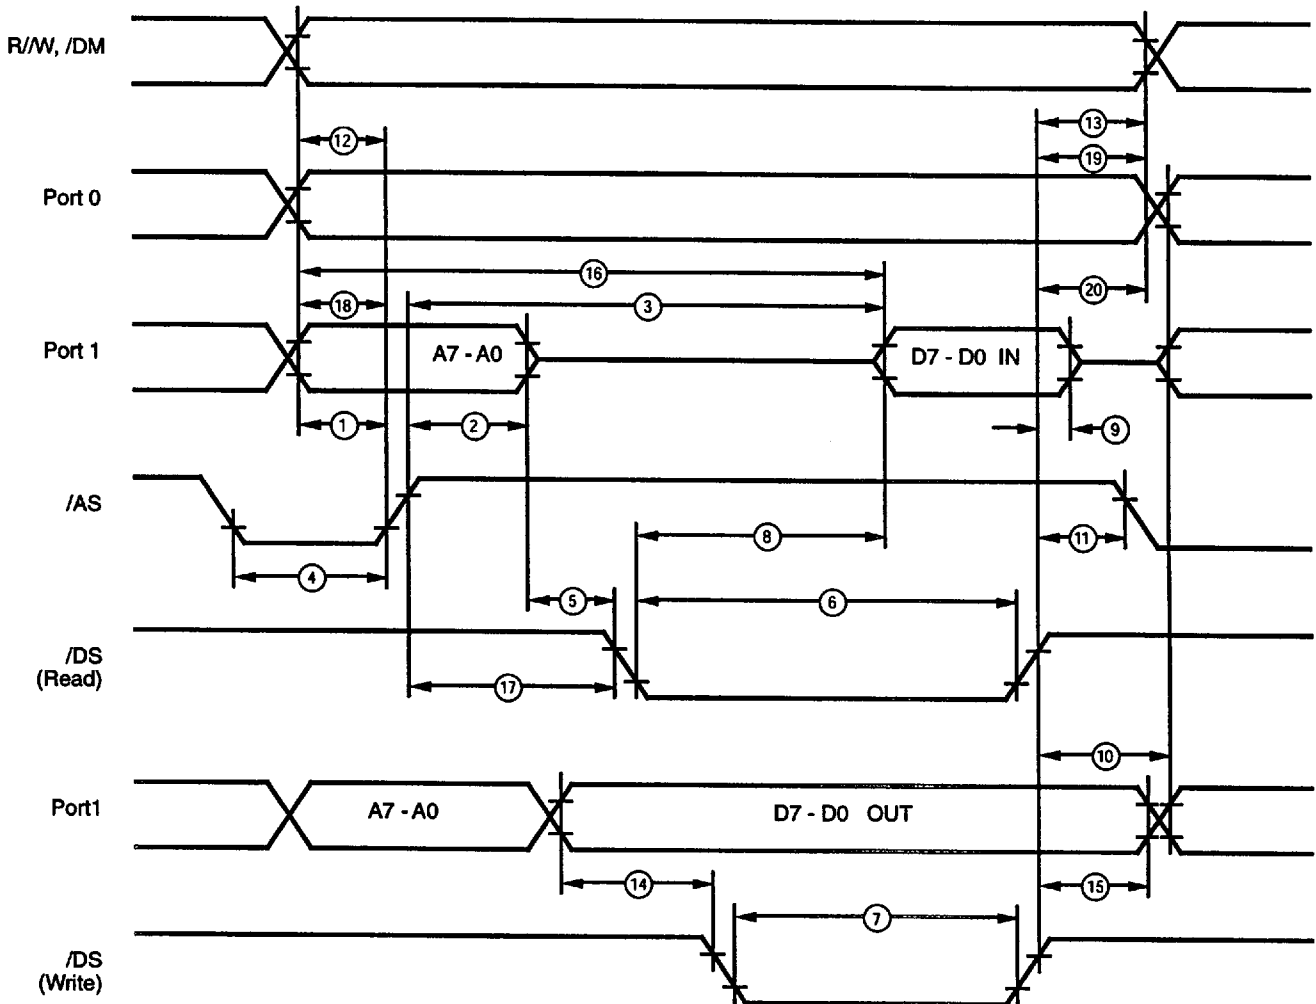 R//W, /DM
12
13
19
Port 0
16
20
18
3
Port 1
A7 - A0
D7 - D0 IN
1
2
9
/AS
8
11
4
5
6
/DS
(Read)
17
10
Port1
A7 - A0
D7 - D0 OUT
14
15
7
/DS
(Write)